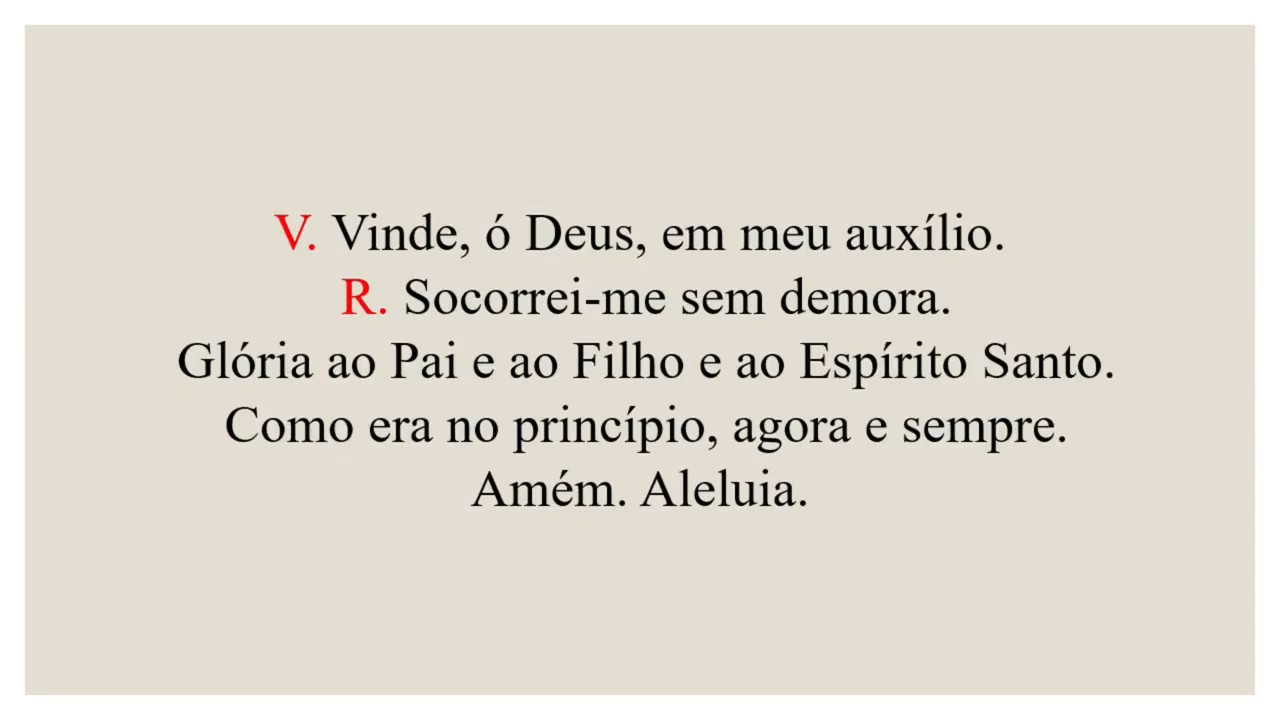 V. Vinde, ó Deus, em meu auxílio.
R. Socorrei-me sem demora.
Glória ao Pai e ao Filho e ao Espírito Santo.
Como era no princípio, agora e sempre.
Amém. Aleluia.